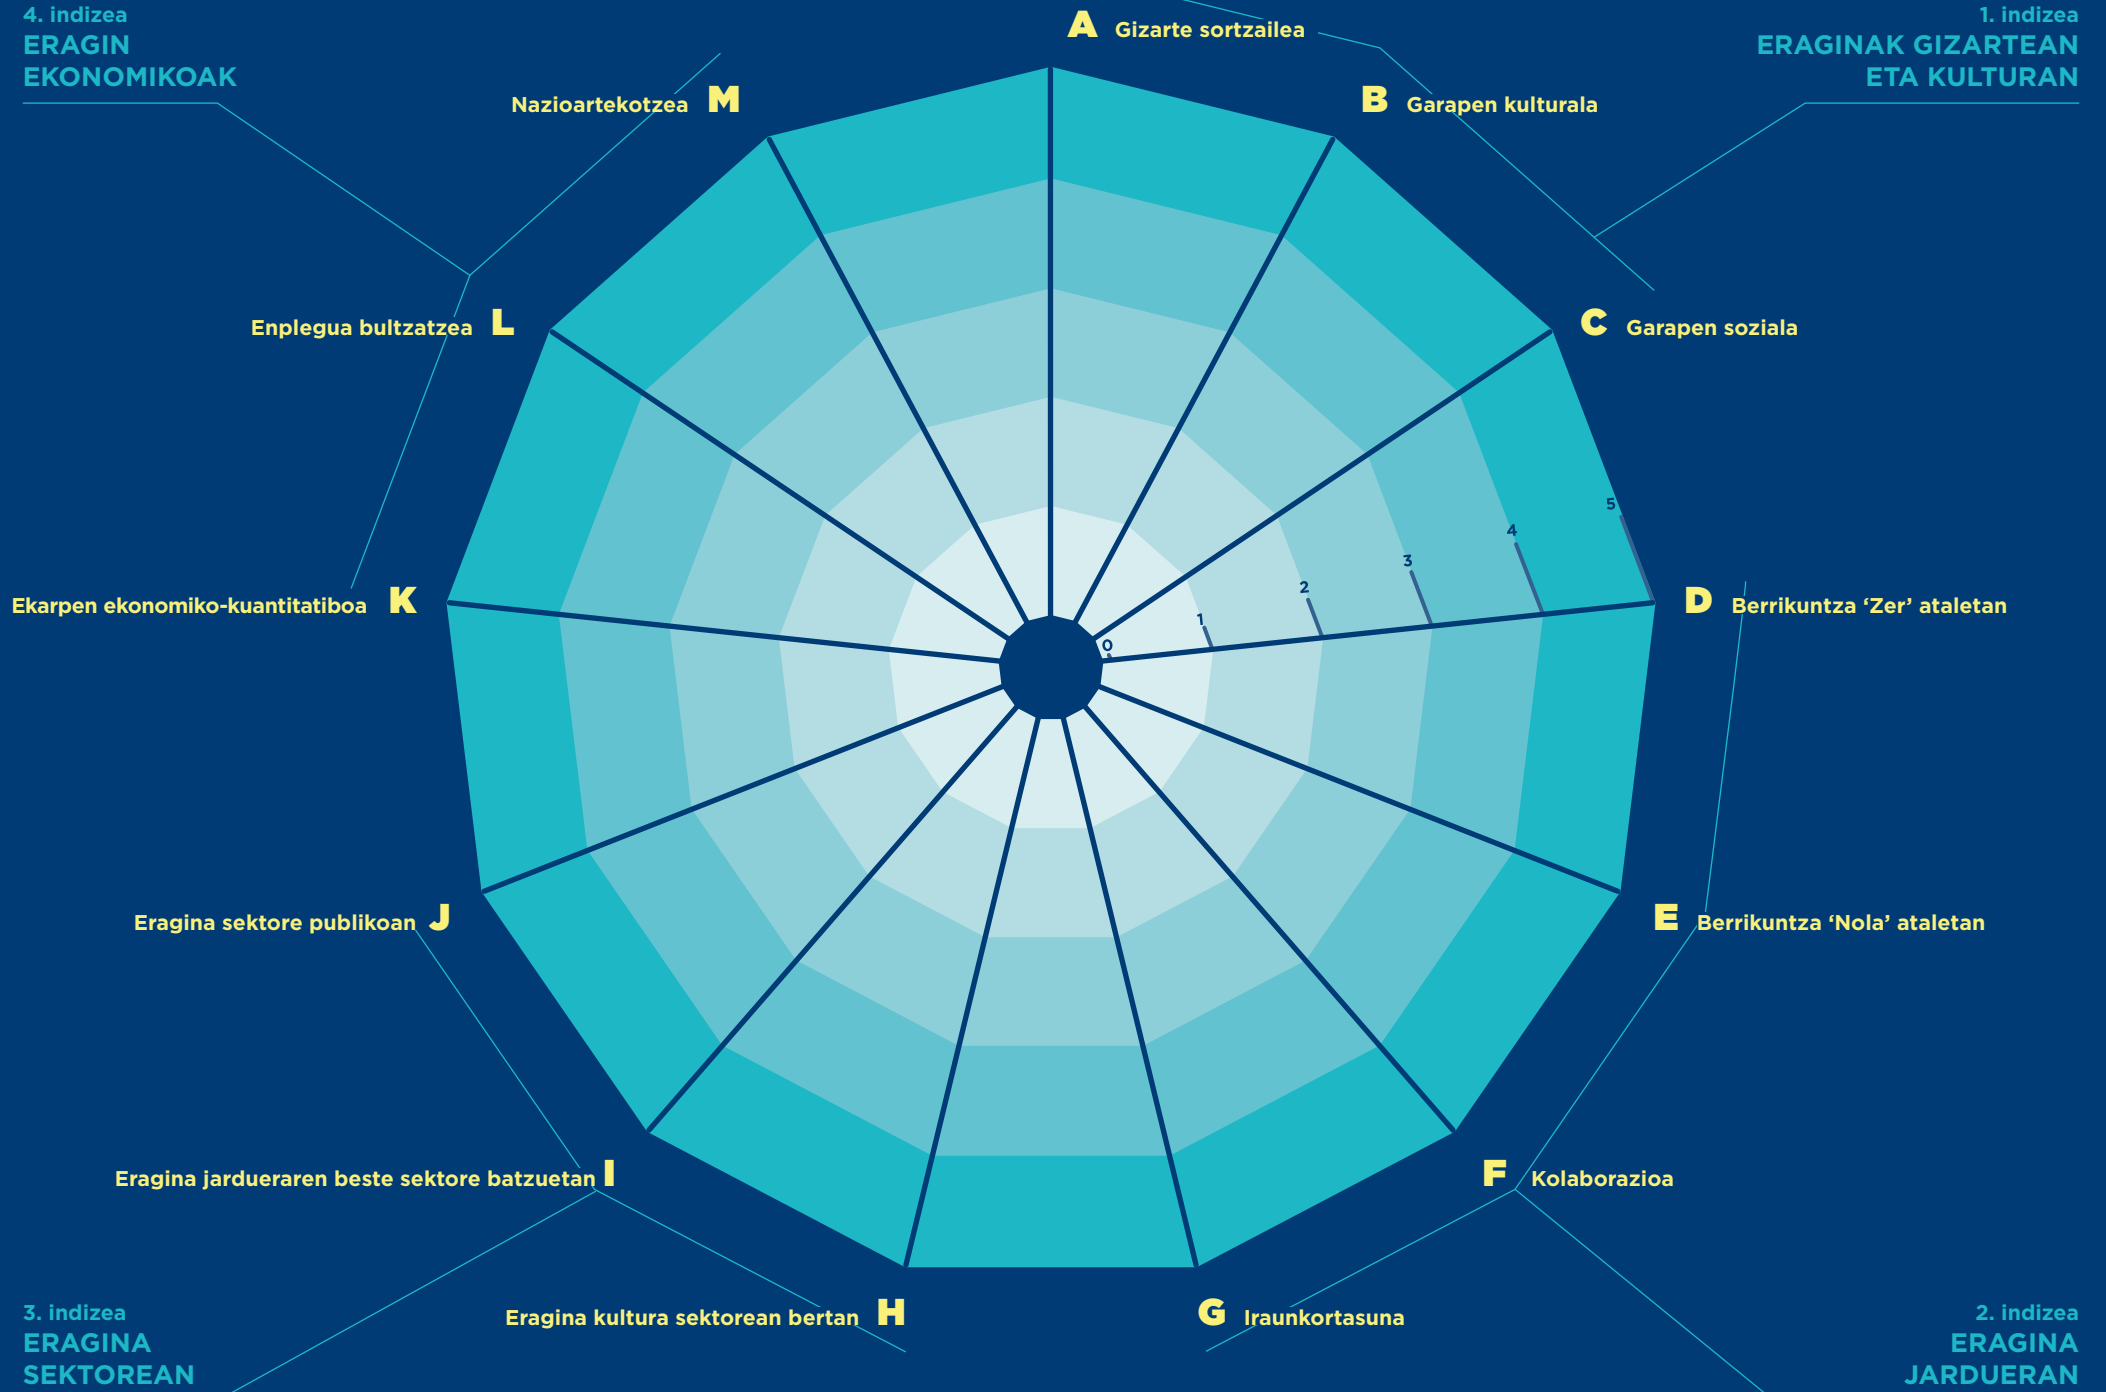 4. indizea
ERAGIN
EKONOMIKOAK
1. indizea
ERAGINAK GIZARTEAN
ETA KULTURAN
A Gizarte sortzailea
B Garapen kulturala
C Garapen soziala
D Berrikuntza ‘Zer’ ataletan
E Berrikuntza ‘Nola’ ataletan
F Kolaborazioa
G Iraunkortasuna
Eragina kultura sektorean bertan H
Eragina jardueraren beste sektore batzuetan I
Eragina sektore publikoan J
Ekarpen ekonomiko-kuantitatiboa K
Enplegua bultzatzea L
Nazioartekotzea M
0
1
2
3
4
5
3. indizea
ERAGINA
SEKTOREAN
2. indizea
ERAGINA
JARDUERAN